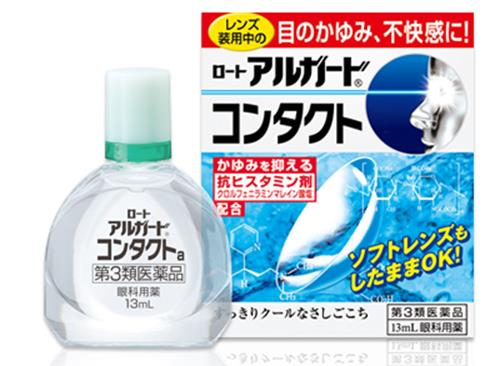 レンズ
装用中の
目のかゆみ、不快感に!
ロート アルガード®
コンタクト
かゆみを抑える
抗ヒスタミン剤
クロルフェニラミンマレイン酸塩
配合
ソフトレンズも
したままOK!
CH₃
CH₃
CO₂H
すっきりクールなさしごこち
第3類医薬品
13mL 眼科用薬
ロート
アルガード®
コンタクトa
第3類医薬品
眼科用薬
13mL